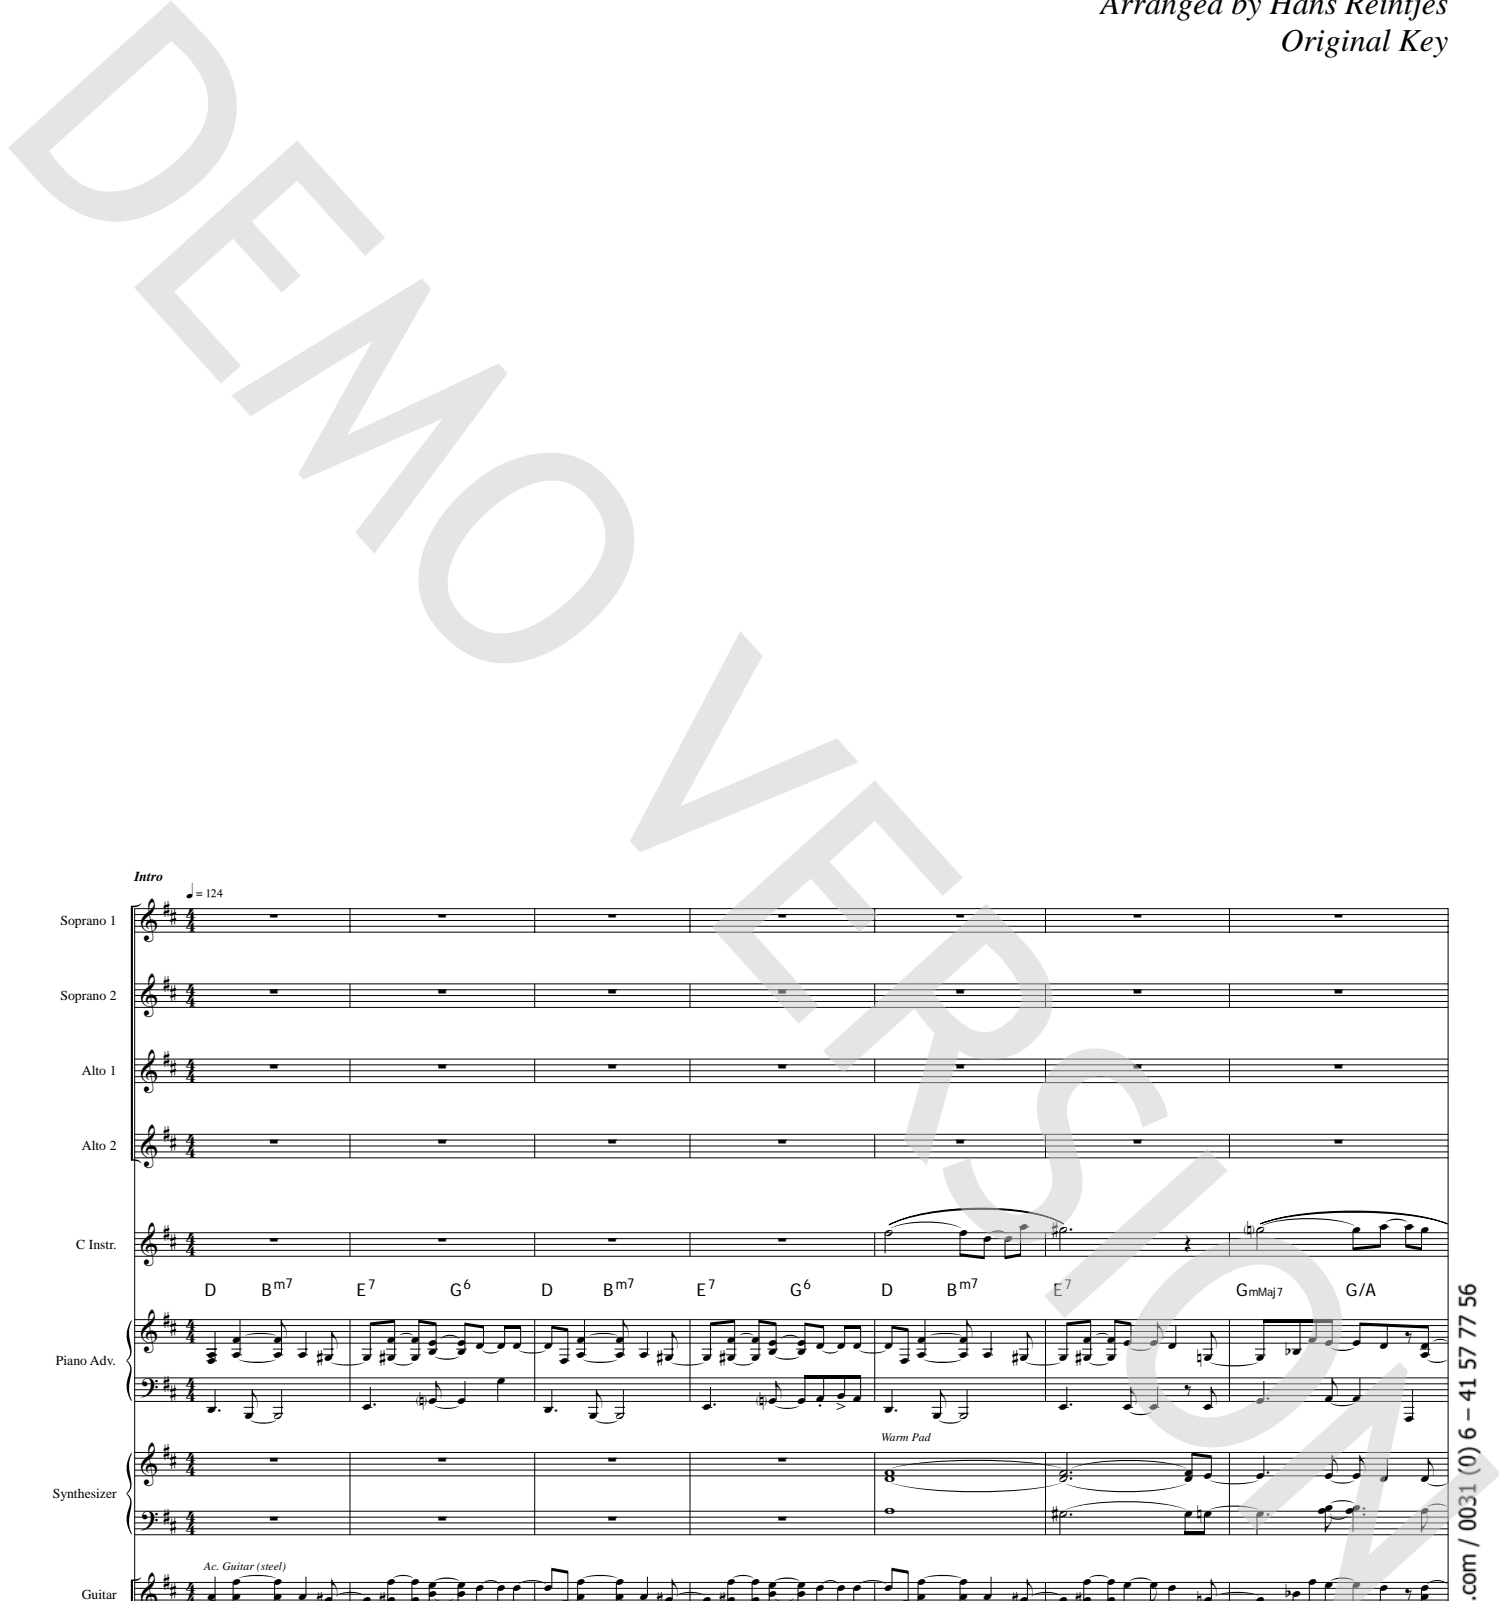 Arranged by Hans Reintjes
Original Key
DEMO VERSION
Intro
= 124
Soprano 1
Soprano 2
Alto 1
Alto 2
C Instr.
D Bm7 E7 G6 D Bm7 E7 G6 D Bm7 E7 GmMaj7 G/A
Piano Adv.
Warm Pad
Synthesizer
Ac. Guitar (steel)
Guitar
.com / 0031 (0) 6 – 41 57 77 56